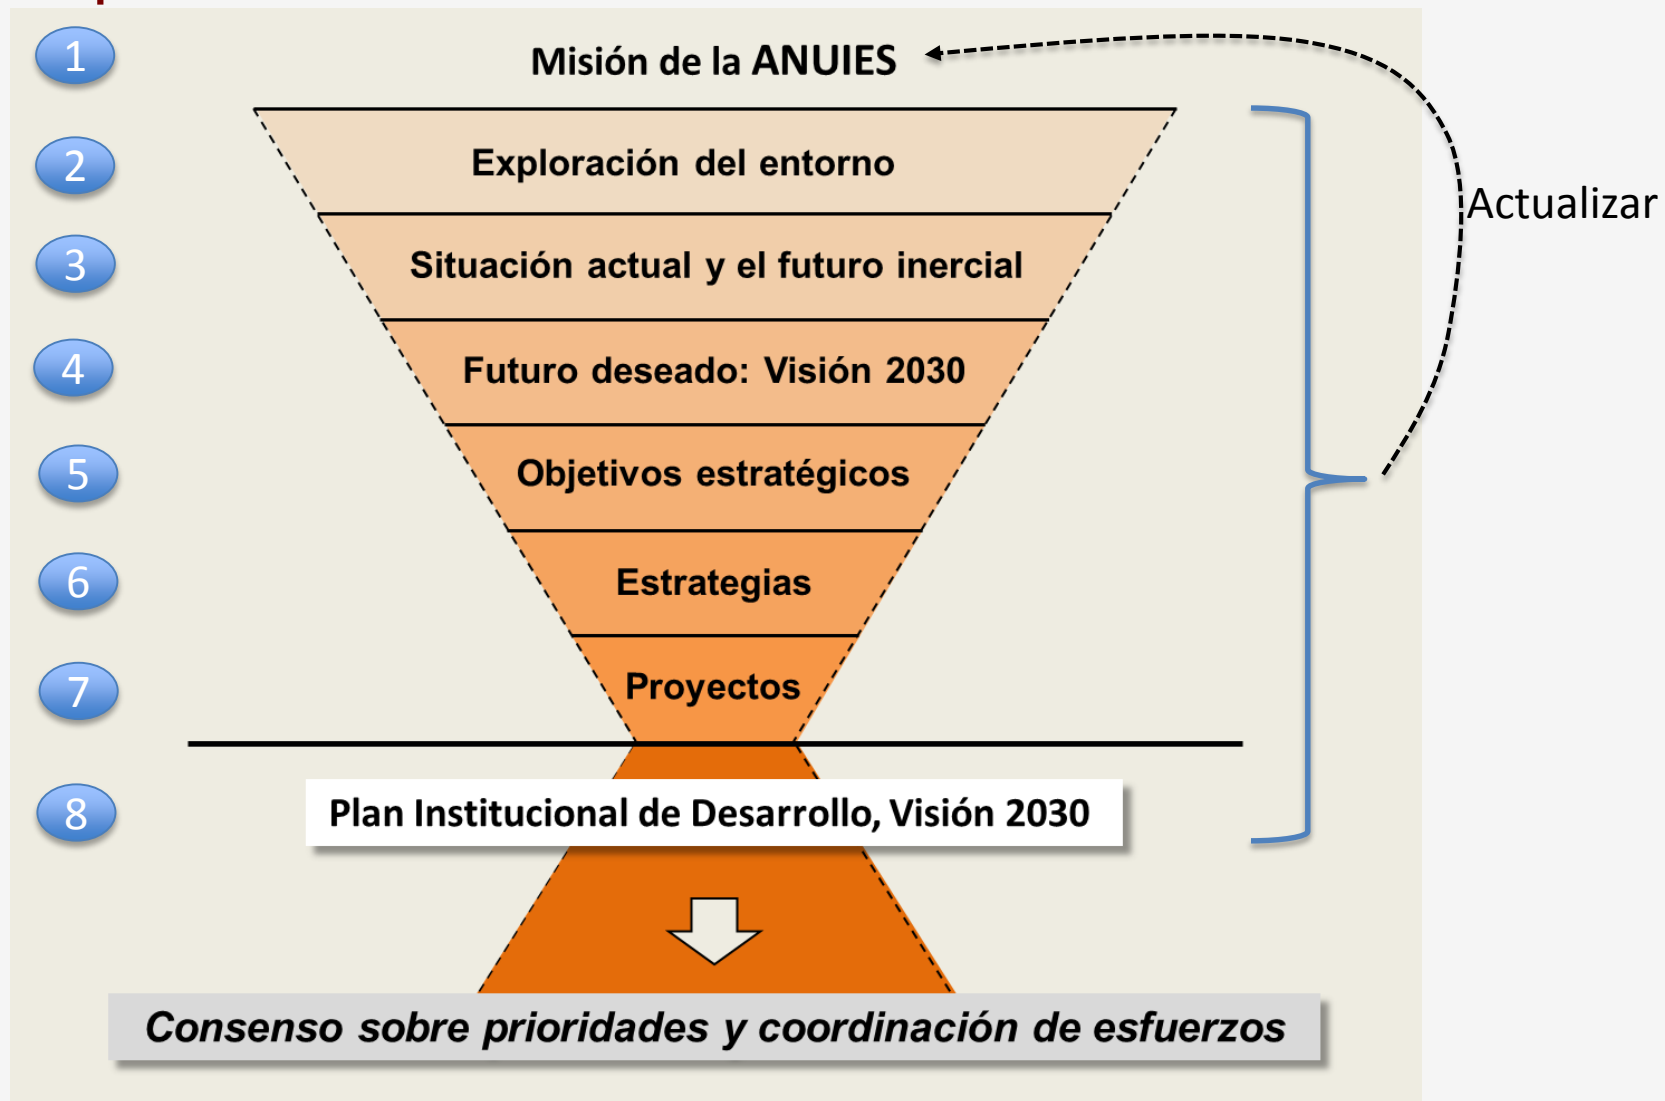 1
Misión de la ANUIES
2
Exploración del entorno
Actualizar
3
Situación actual y el futuro inercial
4
Futuro deseado: Visión 2030
5
Objetivos estratégicos
6
Estrategias
7
Proyectos
8
Plan Institucional de Desarrollo, Visión 2030
Consenso sobre prioridades y coordinación de esfuerzos